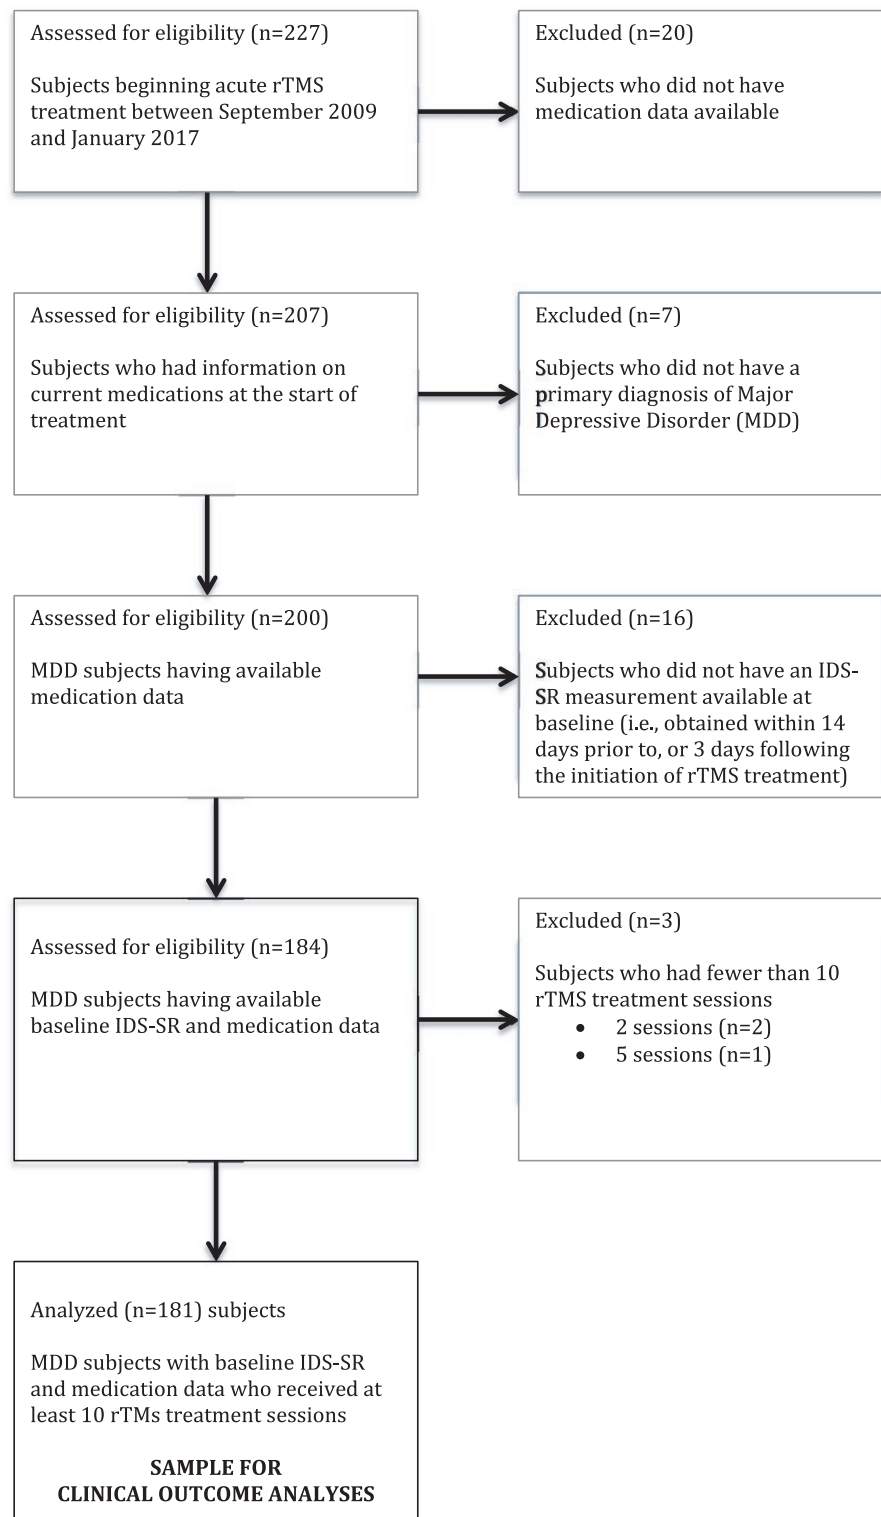 Assessed for eligibility (n=227)
Subjects beginning acute rTMS
treatment between September 2009
and January 2017
Excluded (n=20)
Subjects who did not have
medication data available
Assessed for eligibility (n=207)
Subjects who had information on
current medications at the start of
treatment
Excluded (n=7)
Subjects who did not have a
primary diagnosis of Major
Depressive Disorder (MDD)
Assessed for eligibility (n=200)
MDD subjects having available
medication data
Excluded (n=16)
Subjects who did not have an IDS-
SR measurement available at
baseline (i.e., obtained within 14
days prior to, or 3 days following
the initiation of rTMS treatment)
Assessed for eligibility (n=184)
MDD subjects having available
baseline IDS-SR and medication data
Excluded (n=3)
Subjects who had fewer than 10
rTMS treatment sessions
• 2 sessions (n=2)
• 5 sessions (n=1)
Analyzed (n=181) subjects
MDD subjects with baseline IDS-SR
and medication data who received at
least 10 rTMs treatment sessions
SAMPLE FOR
CLINICAL OUTCOME ANALYSES